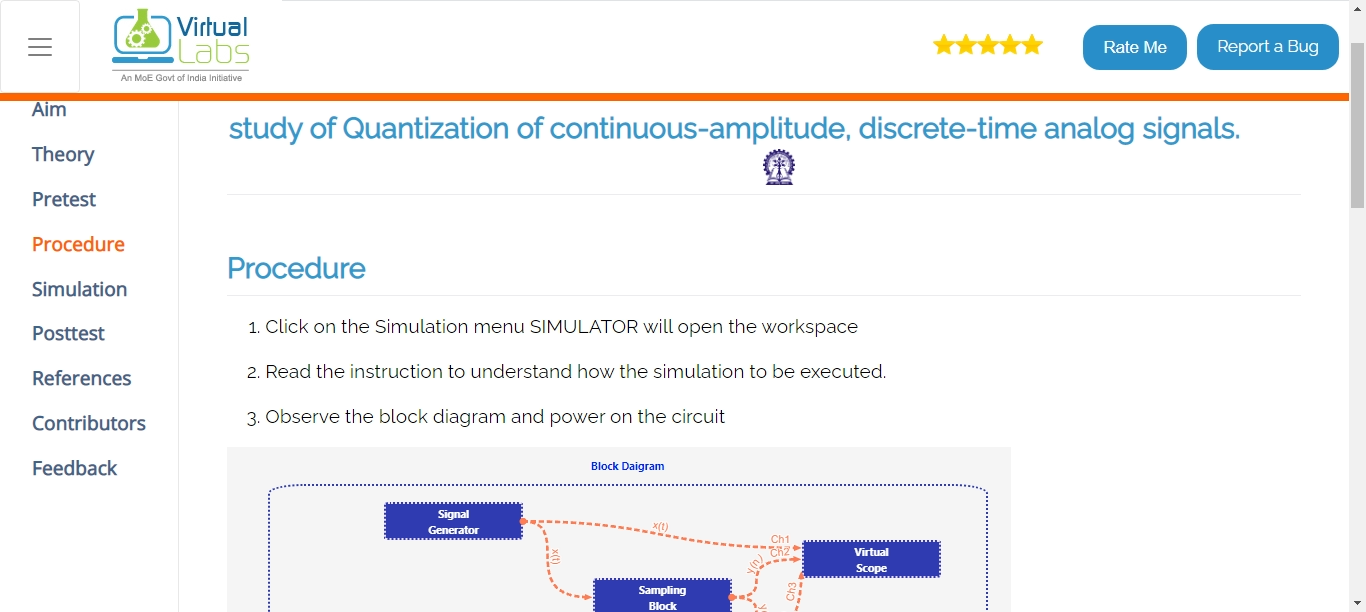 Virtual
Labs
An MoE Govt of India Initiative
Rate Me
Report a Bug
Aim
Theory
Pretest
Procedure
Simulation
Posttest
References
Contributors
Feedback
study of Quantization of continuous-amplitude, discrete-time analog signals.
Procedure
1. Click on the Simulation menu SIMULATOR will open the workspace
2. Read the instruction to understand how the simulation to be executed.
3. Observe the block diagram and power on the circuit
Block Daigram
Signal
Generator
x(t)
x(t)
Ch1
Ch2
y(n)
Ch3
Virtual
Scope
Sampling
Block